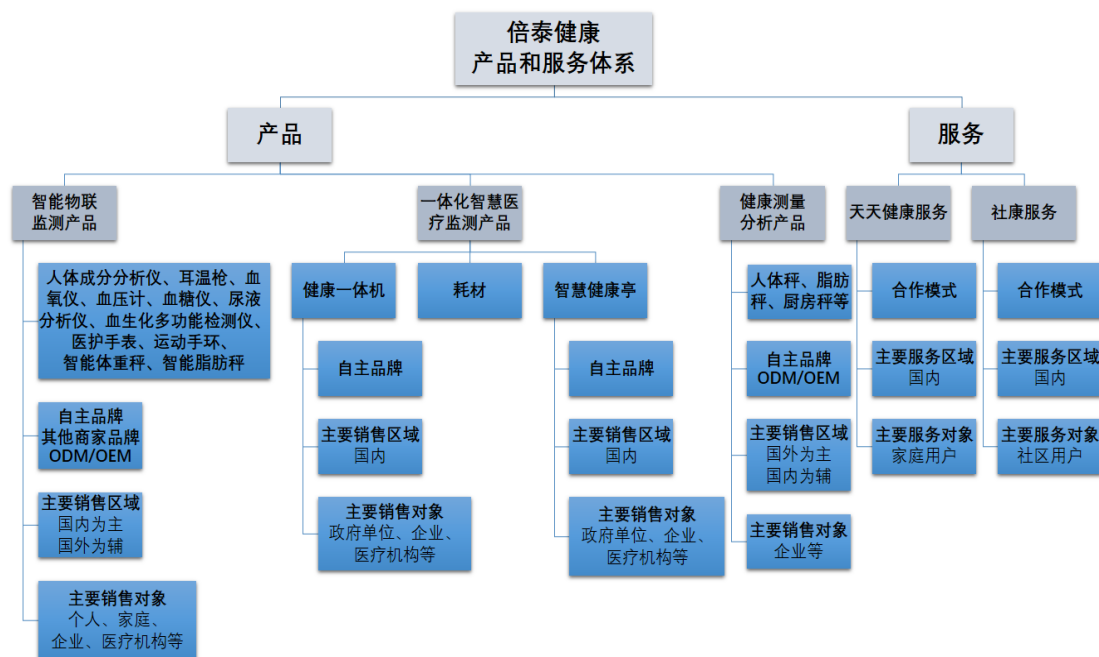 倍泰健康
产品和服务体系
产品
服务
智能物联
监测产品
一体化智慧医
疗监测产品
健康测量
分析产品
天天健康服务
社康服务
人体成分分析仪、耳温枪、血
氧仪、血压计、血糖仪、尿液
分析仪、血生化多功能检测仪、
医护手表、运动手环、
智能体重秤、智能脂肪秤
自主品牌
其他商家品牌
ODM/OEM
主要销售区域
国内为主
国外为辅
主要销售对象
个人、家庭、
企业、医疗机构等
健康一体机
自主品牌
主要销售区域
国内
主要销售对象
政府单位、企业、
医疗机构等
耗材
智慧健康亭
自主品牌
主要销售区域
国内
主要销售对象
政府单位、企业、
医疗机构等
人体秤、脂肪
秤、厨房秤等
自主品牌
ODM/OEM
主要销售区域
国外为主
国内为辅
主要销售对象
企业等
合作模式
主要服务区域
国内
主要服务对象
家庭用户
合作模式
主要服务区域
国内
主要服务对象
社区用户